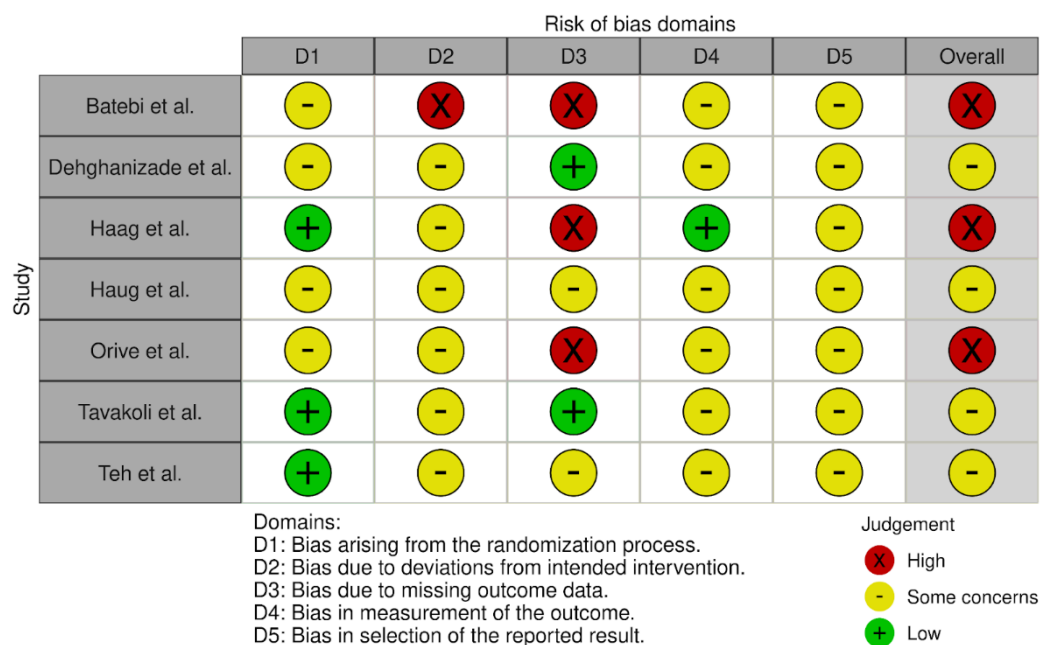 Risk of bias domains
D1 D2 D3 D4 D5 Overall
Study
Batebi et al. - X X - - X
Dehghanizade et al. - - + - - -
Haag et al. + - X + - X
Haug et al. - - - - - -
Orive et al. - - X - - X
Tavakoli et al. + - + - - -
Teh et al. + - - - - -
Domains:
D1: Bias arising from the randomization process.
D2: Bias due to deviations from intended intervention.
D3: Bias due to missing outcome data.
D4: Bias in measurement of the outcome.
D5: Bias in selection of the reported result.
Judgement
X High
- Some concerns
+ Low